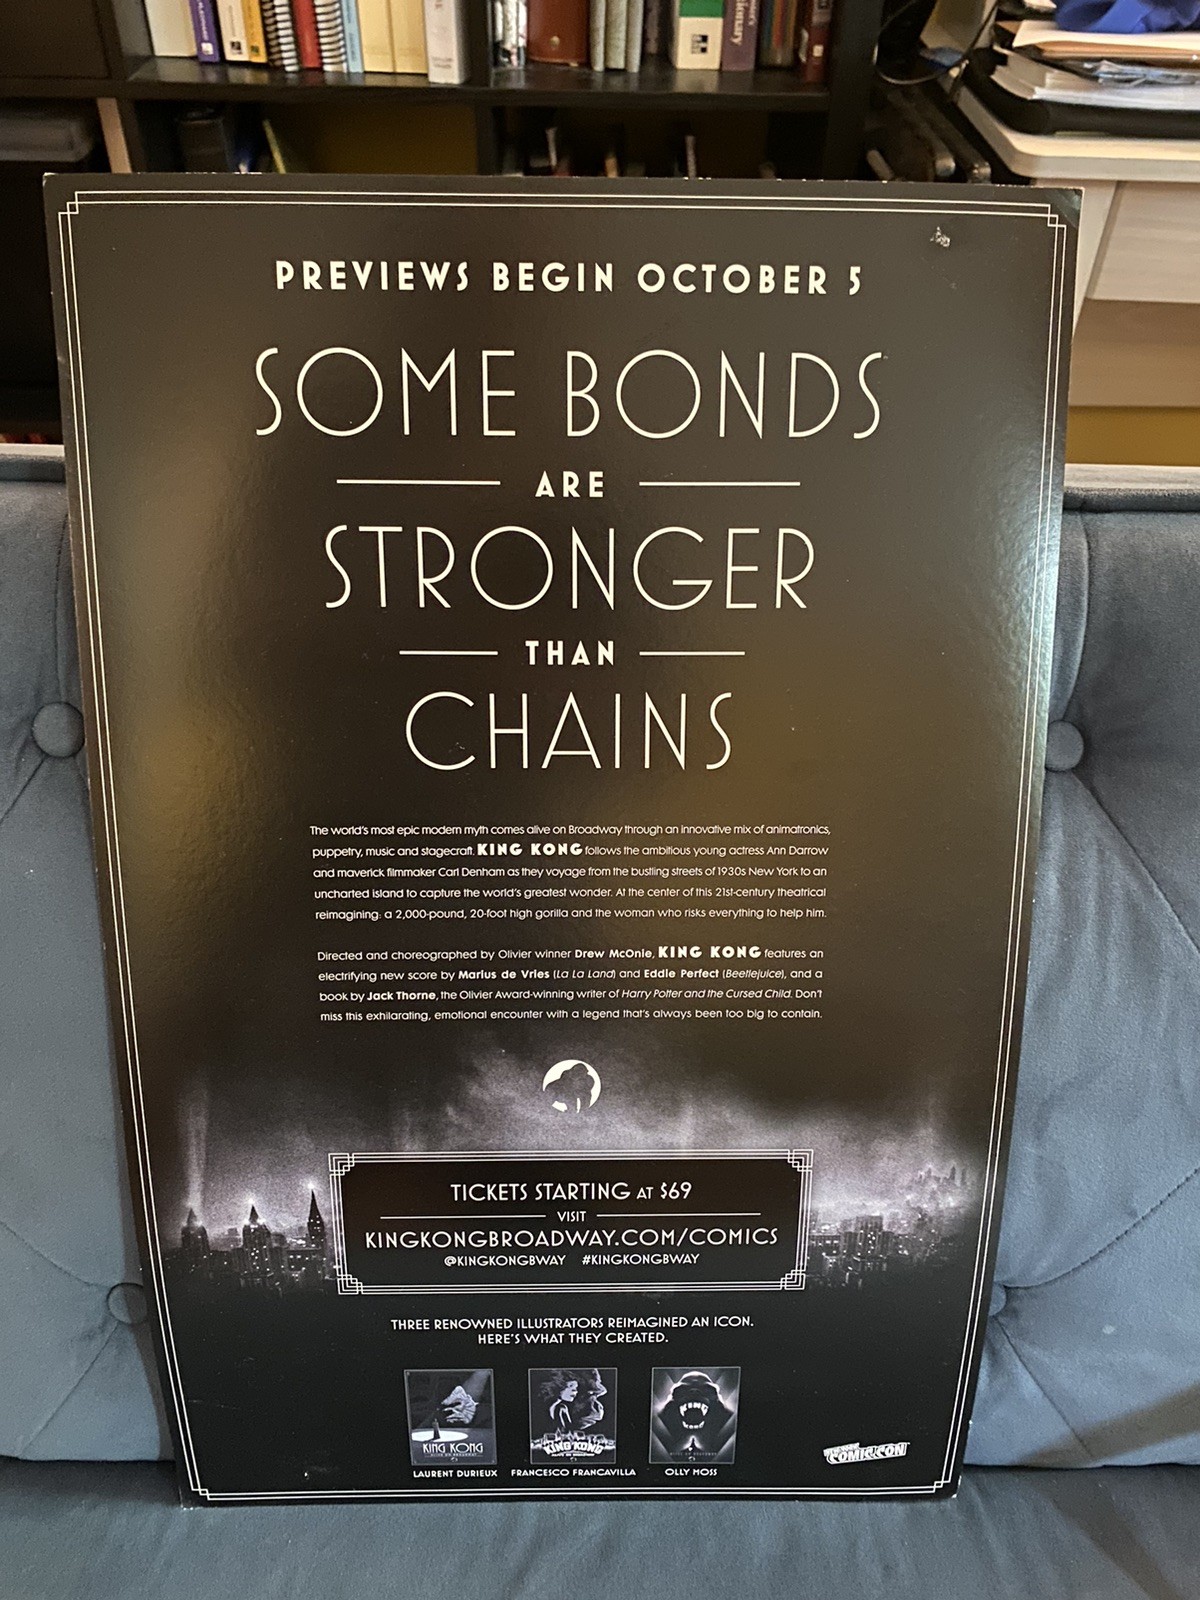 PREVIEWS BEGIN OCTOBER 5
SOME BONDS
ARE
STRONGER
THAN
CHAINS
The world's most epic modern myth comes alive on Broadway through an innovative mix of animatronics,
puppetry, music and stagecraft. KING KONG follows the ambitious young actress Ann Darrow
and maverick filmmaker Carl Denham as they voyage from the bustling streets of 1930s New York to an
uncharted island to capture the world's greatest wonder. At the center of this 21st-century theatrical
reimagining: a 2,000-pound, 20-foot high gorilla and the woman who risks everything to help him.
Directed and choreographed by Olivier winner Drew McOnie, KING KONG features an
electrifying new score by Marius de Vries (La La Land) and Eddie Perfect (Beetlejuice), and a
book by Jack Thorne, the Olivier Award-winning writer of Harry Potter and the Cursed Child. Don't
miss this exhilarating, emotional encounter with a legend that's always been too big to contain.
TICKETS STARTING AT $69
VISIT
KINGKONGBROADWAY.COM/COMICS
@KINGKONGBWAY #KINGKONGBWAY
THREE RENOWNED ILLUSTRATORS REIMAGINED AN ICON.
HERE'S WHAT THEY CREATED.
KING KONG
KING KONG
KING
KONG
LAURENT DURIEUX FRANCESCO FRANCAVILLA OLLY MOSS
COMIC CON